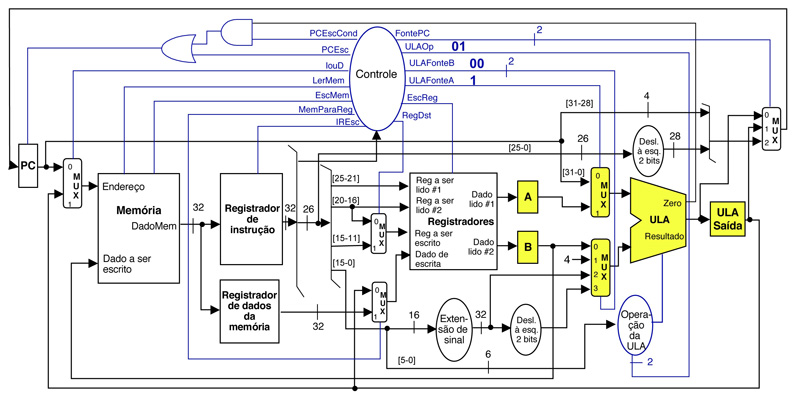 PCEscCond
PCEsc
IouD
LerMem
EscMem
MemParaReg
IREsc
Controle
FontePC
2
ULAOp 01
ULAFonteB 00
2
ULAFonteA 1
EscReg
RegDst
[31-28]
4
[25-0]
26
Desl.
à esq.
2 bits
28
[31-0]
0
1
2
M
U
X
PC
0
M
U
X
1
Endereço
Memória
DadoMem
Dado a ser
escrito
32
Registrador
de
instrução
32
26
Registrador
de dados da
memória
32
[25-21]
[20-16]
[15-11]
[15-0]
0
M
U
X
1
0
M
U
X
1
Reg a ser
lido #1
Reg a ser
lido #2
Registradores
Reg a ser
escrito
Dado de
escrita
Dado
lido #1
Dado
lido #2
A
B
0
M
U
X
1
4
0
1
2
3
M
U
X
Zero
ULA
Resultado
ULA
Saída
16
Extensão
de sinal
32
Desl.
à esq.
2 bits
Opera-
ção da
ULA
[5-0]
6
2